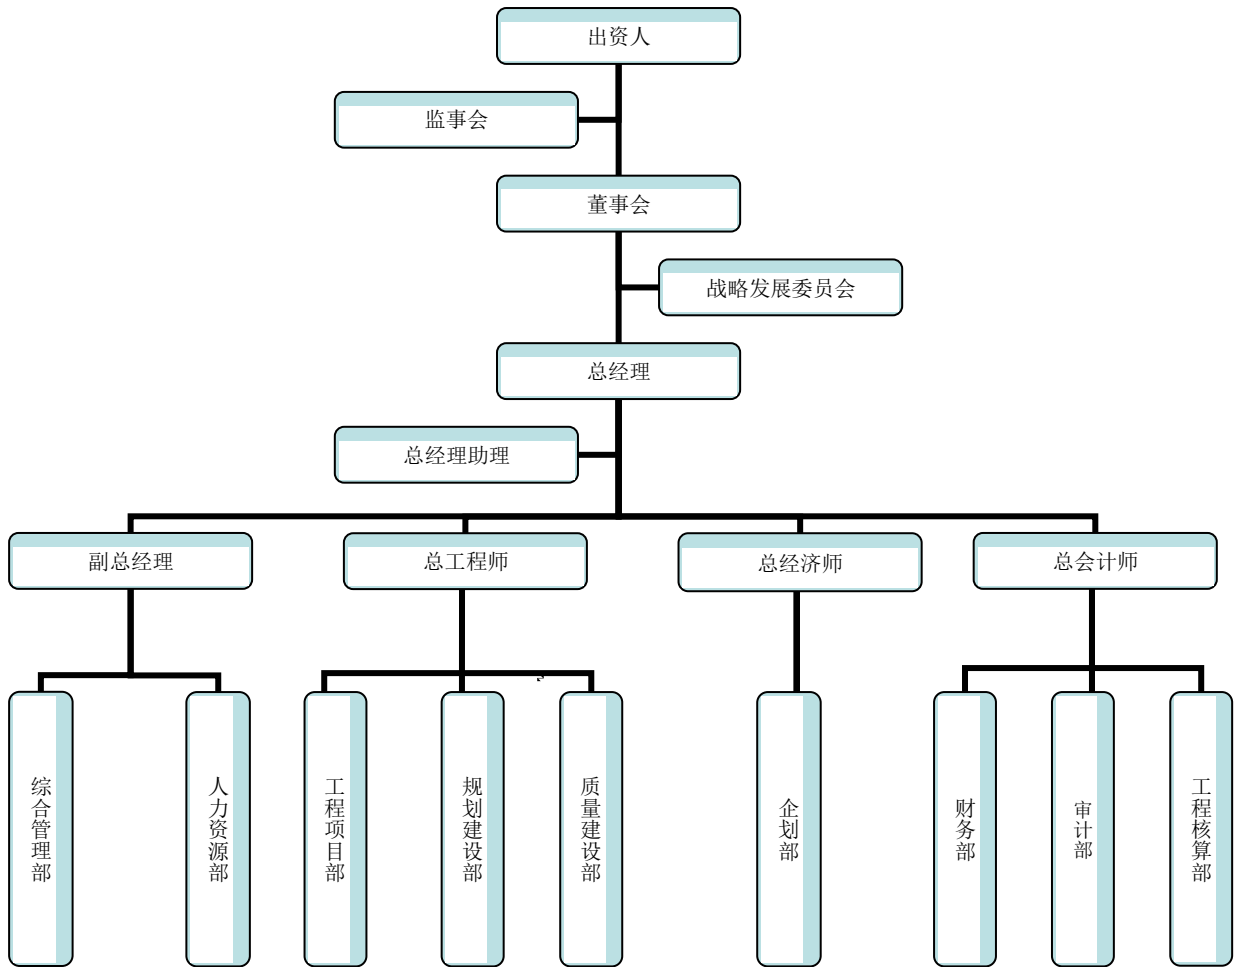 出资人
监事会
董事会
战略发展委员会
总经理
总经理助理
副总经理
总工程师
总经济师
总会计师
综合管理部
人力资源部
工程项目部
规划建设部
质量建设部
企划部
财务部
审计部
工程核算部